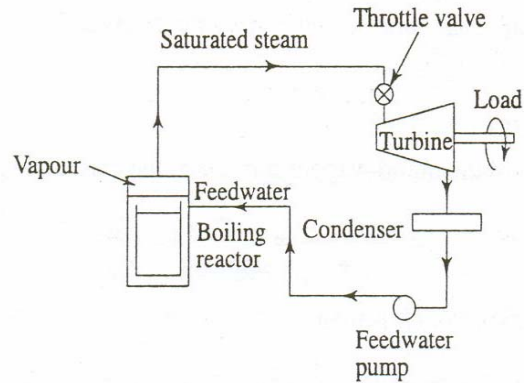 Throttle valve
Saturated steam
Load
Turbine
Vapour
Feedwater
Boiling
reactor
Condenser
Feedwater
pump